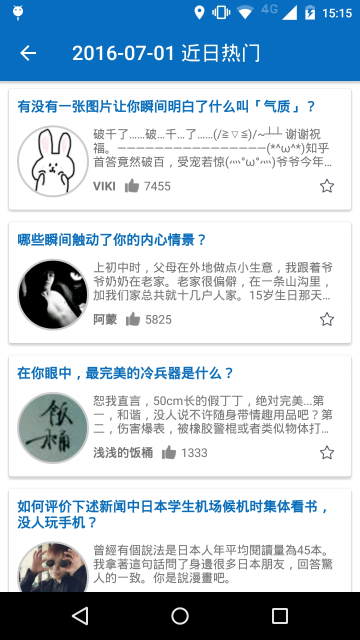 4G 15:15
2016-07-01 近日热门
有没有一张图片让你瞬间明白了什么叫「气质」？
破千了……破…千…了……(/≧▽≦)/~┴┴ 谢谢祝
福。————————————————(*^ω^*)知乎
首答竟然破百，受宠若惊(灬°ω°灬)爷爷今年…
VIKI 7455
哪些瞬间触动了你的内心情景？
上初中时，父母在外地做点小生意，我跟着爷
爷奶奶在老家。老家很偏僻，在一条山沟里，
加我们家总共就十几户人家。15岁生日那天…
阿蒙 5825
在你眼中，最完美的冷兵器是什么？
恕我直言，50cm长的假丁丁，绝对完美...第
一，和谐，没人说不许随身带情趣用品吧？第
二，伤害爆表，被橡胶警棍或者类似物体打…
饭桶
浅浅的饭桶 1333
如何评价下述新闻中日本学生机场候机时集体看书，
没人玩手机？
曾經有個說法是日本人年平均閱讀量為45本。
我拿著這句話問了身邊很多日本朋友，回答驚
人的一致。你是說漫畫吧。